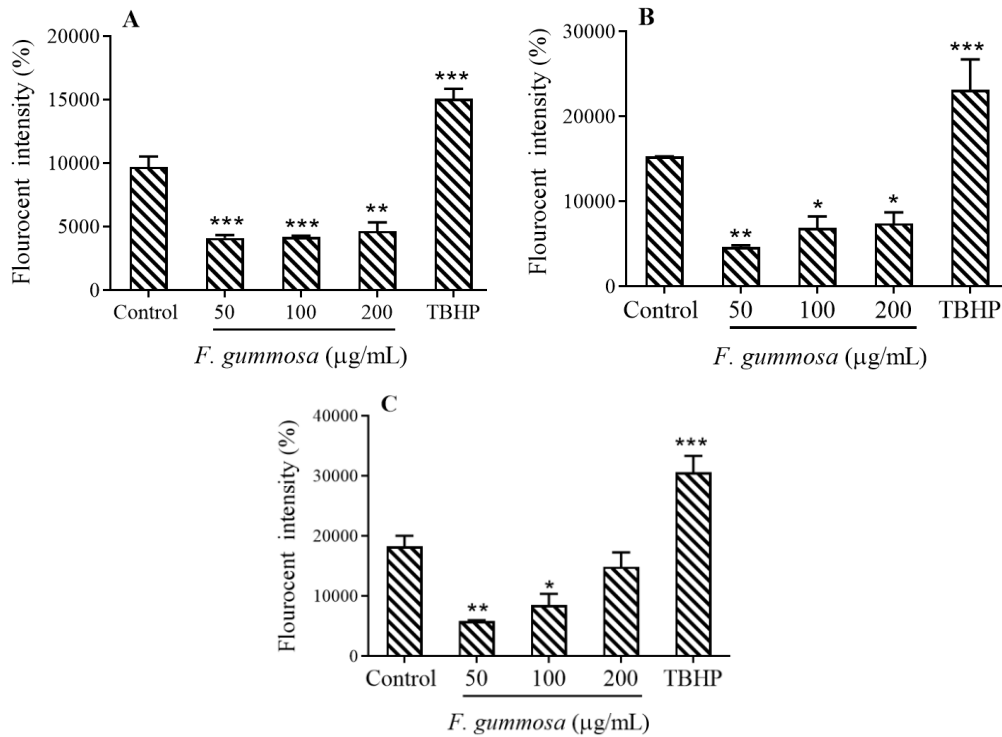 A
Flourocent intensity (%)
20000
15000
10000
5000
0
***
***
**
***
Control 50 100 200 TBHP
F. gummosa (μg/mL)
B
Flourocent intensity (%)
30000
20000
10000
0
**
*
*
***
Control 50 100 200 TBHP
F. gummosa (μg/mL)
C
Flourocent intensity (%)
40000
30000
20000
10000
0
**
*
***
Control 50 100 200 TBHP
F. gummosa (μg/mL)